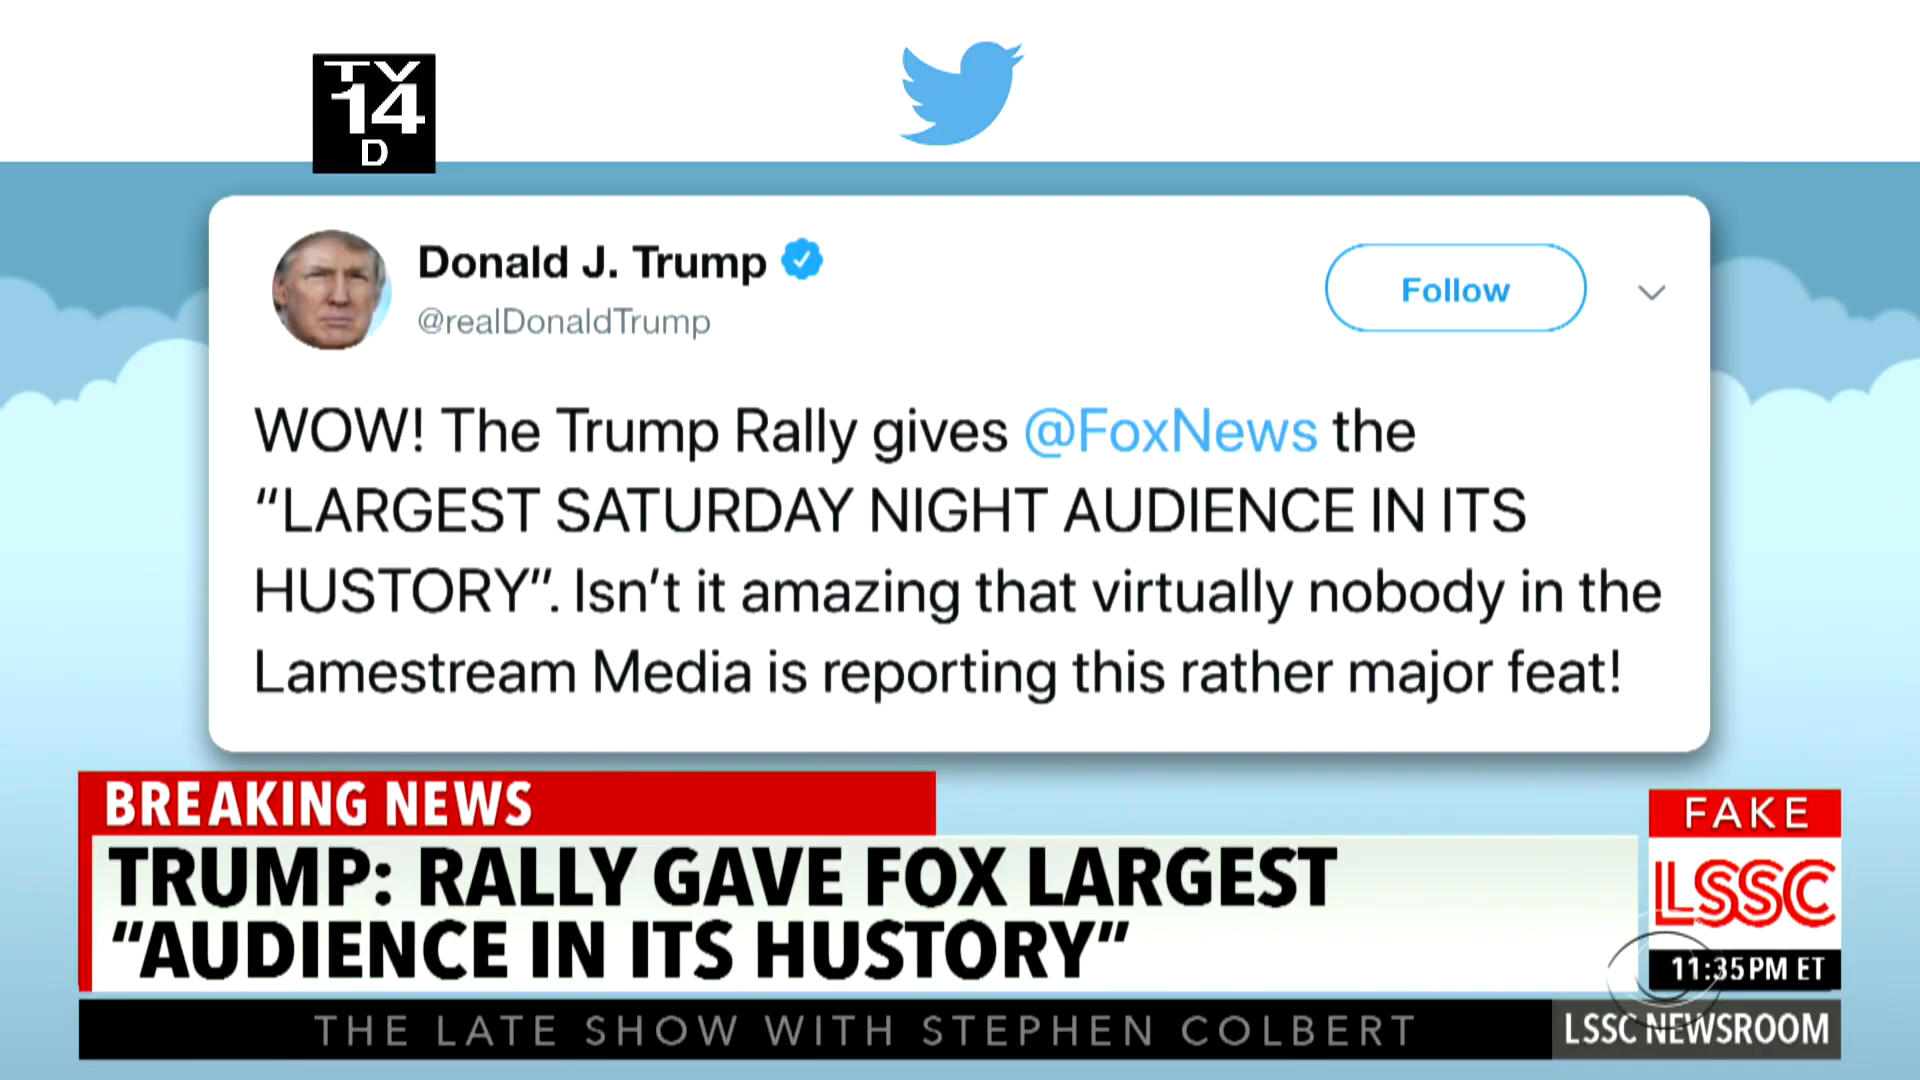 TV
14
D
Donald J. Trump
@realDonaldTrump
Follow
WOW! The Trump Rally gives @FoxNews the
“LARGEST SATURDAY NIGHT AUDIENCE IN ITS
HUSTORY”. Isn’t it amazing that virtually nobody in the
Lamestream Media is reporting this rather major feat!
BREAKING NEWS
TRUMP: RALLY GAVE FOX LARGEST
“AUDIENCE IN ITS HUSTORY”
FAKE
LSSC
11:35PM ET
THE LATE SHOW WITH STEPHEN COLBERT
LSSC NEWSROOM